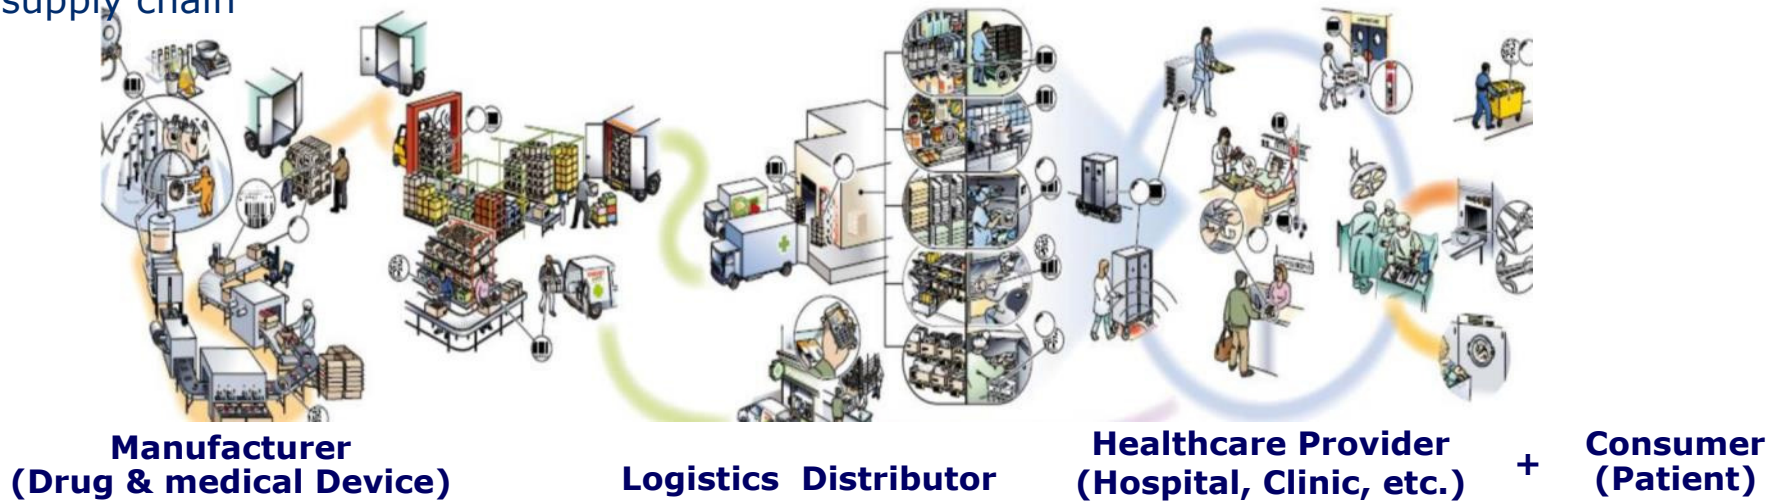 supply chain
Manufacturer
(Drug & medical Device)
Logistics Distributor
Healthcare Provider
(Hospital, Clinic, etc.)
+
Consumer
(Patient)